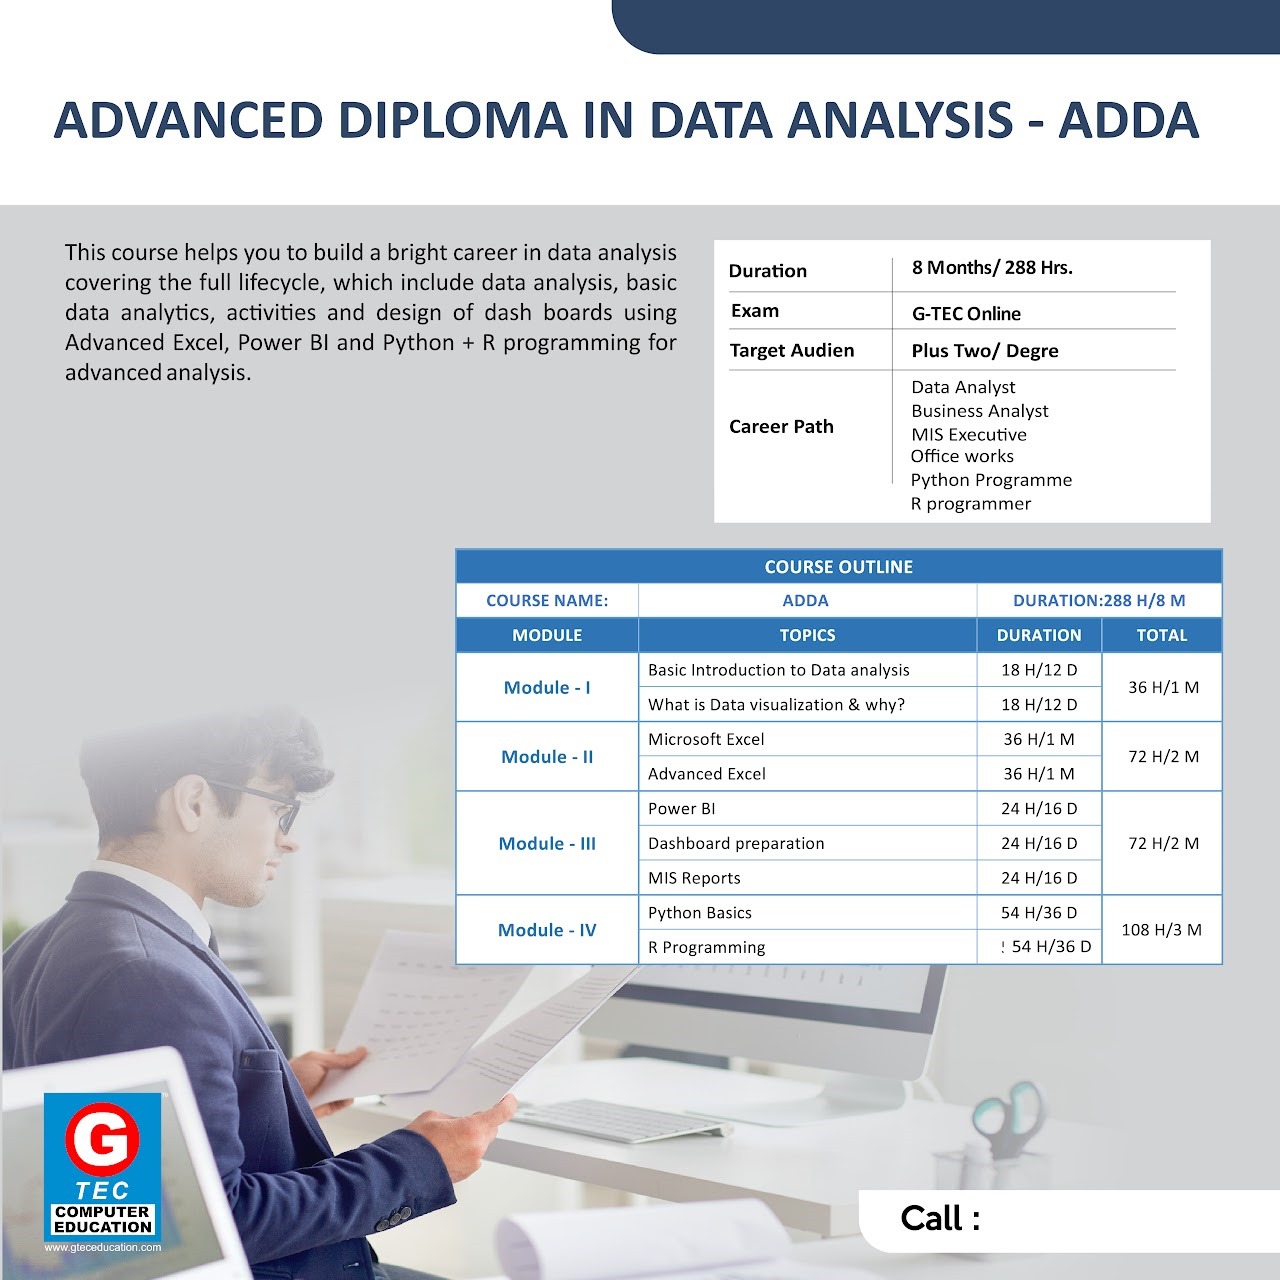 ADVANCED DIPLOMA IN DATA ANALYSIS - ADDA
This course helps you to build a bright career in data analysis
covering the full lifecycle, which include data analysis, basic
data analytics, activities and design of dash boards using
Advanced Excel, Power BI and Python + R programming for
advanced analysis.
Duration 8 Months/ 288 Hrs.
Exam G-TEC Online
Target Audien Plus Two/ Degre
Career Path
Data Analyst
Business Analyst
MIS Executive
Office works
Python Programme
R programmer
COURSE OUTLINE
COURSE NAME: ADDA DURATION:288 H/8 M
MODULE TOPICS DURATION TOTAL
Module - I
Basic Introduction to Data analysis 18 H/12 D
What is Data visualization & why? 18 H/12 D
36 H/1 M
Module - II
Microsoft Excel 36 H/1 M
Advanced Excel 36 H/1 M
72 H/2 M
Module - III
Power BI 24 H/16 D
Dashboard preparation 24 H/16 D
MIS Reports 24 H/16 D
72 H/2 M
Module - IV
Python Basics 54 H/36 D
R Programming ! 54 H/36 D
108 H/3 M
G
TEC
COMPUTER
EDUCATION
www.gteceducation.com
Call :